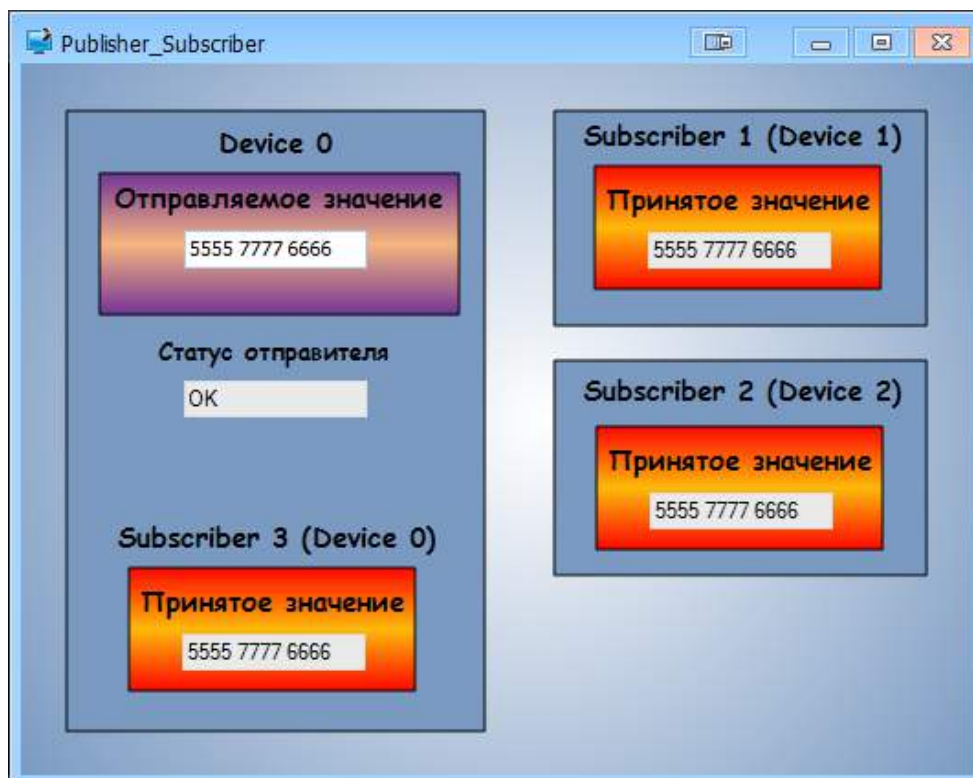 Publisher_Subscriber
Device 0
Отправляемое значение
5555 7777 6666
Статус отправителя
OK
Subscriber 3 (Device 0)
Принятое значение
5555 7777 6666
Subscriber 1 (Device 1)
Принятое значение
5555 7777 6666
Subscriber 2 (Device 2)
Принятое значение
5555 7777 6666